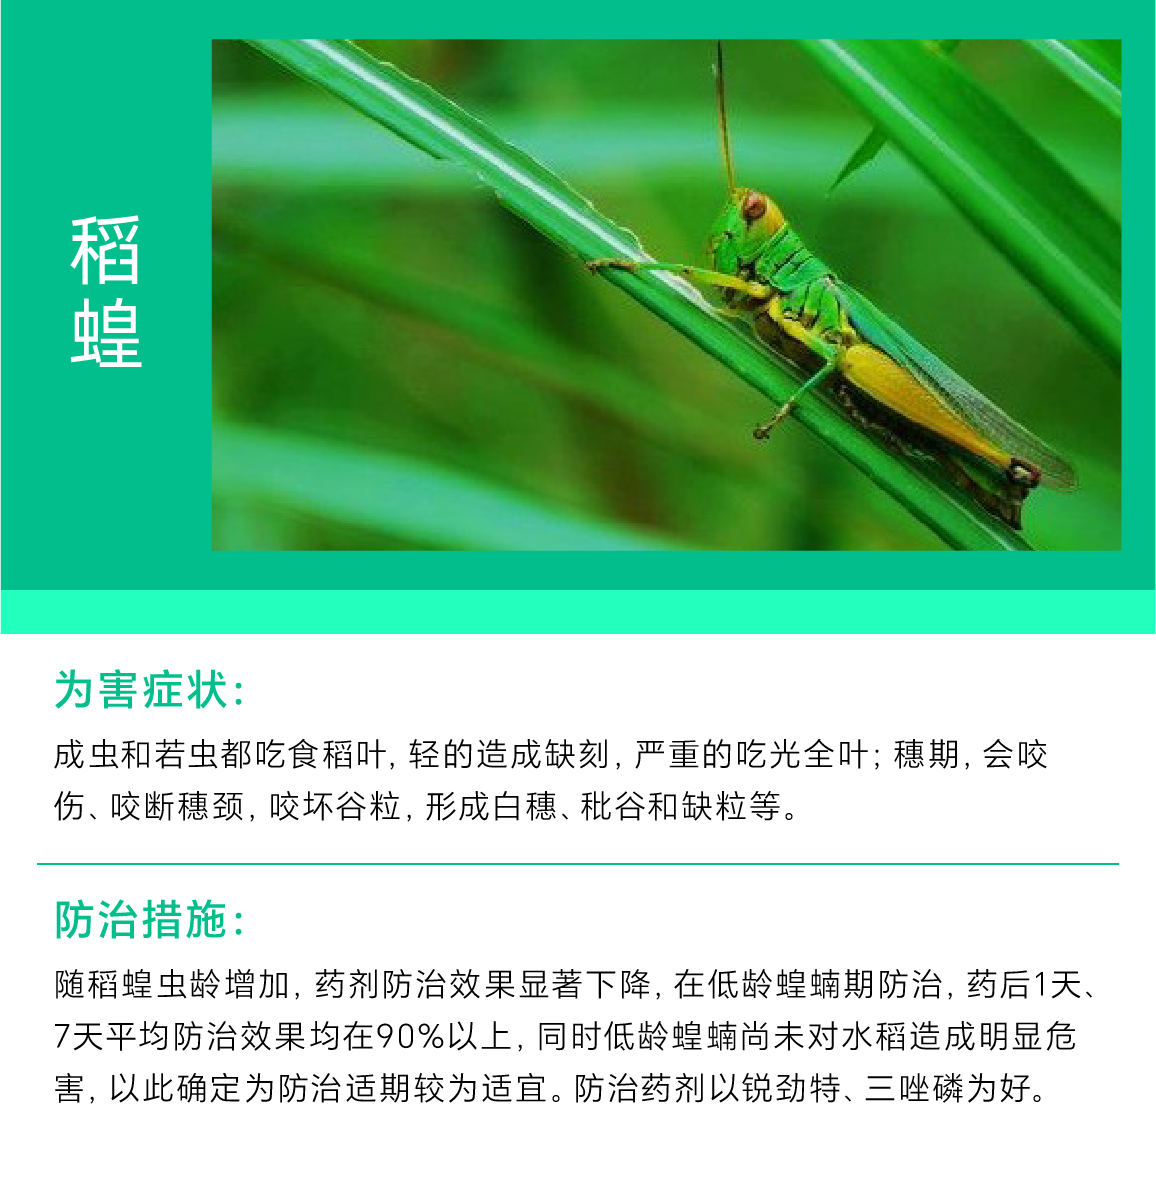 稻蝗
为害症状：
成虫和若虫都吃食稻叶，轻的造成缺刻，严重的吃光全叶；穗期，会咬
伤、咬断穗颈，咬坏谷粒，形成白穗、秕谷和缺粒等。
防治措施：
随稻蝗虫龄增加，药剂防治效果显著下降，在低龄蝗蝻期防治，药后1天、
7天平均防治效果均在90%以上，同时低龄蝗蝻尚未对水稻造成明显危
害，以此确定为防治适期较为适宜。防治药剂以锐劲特、三唑磷为好。